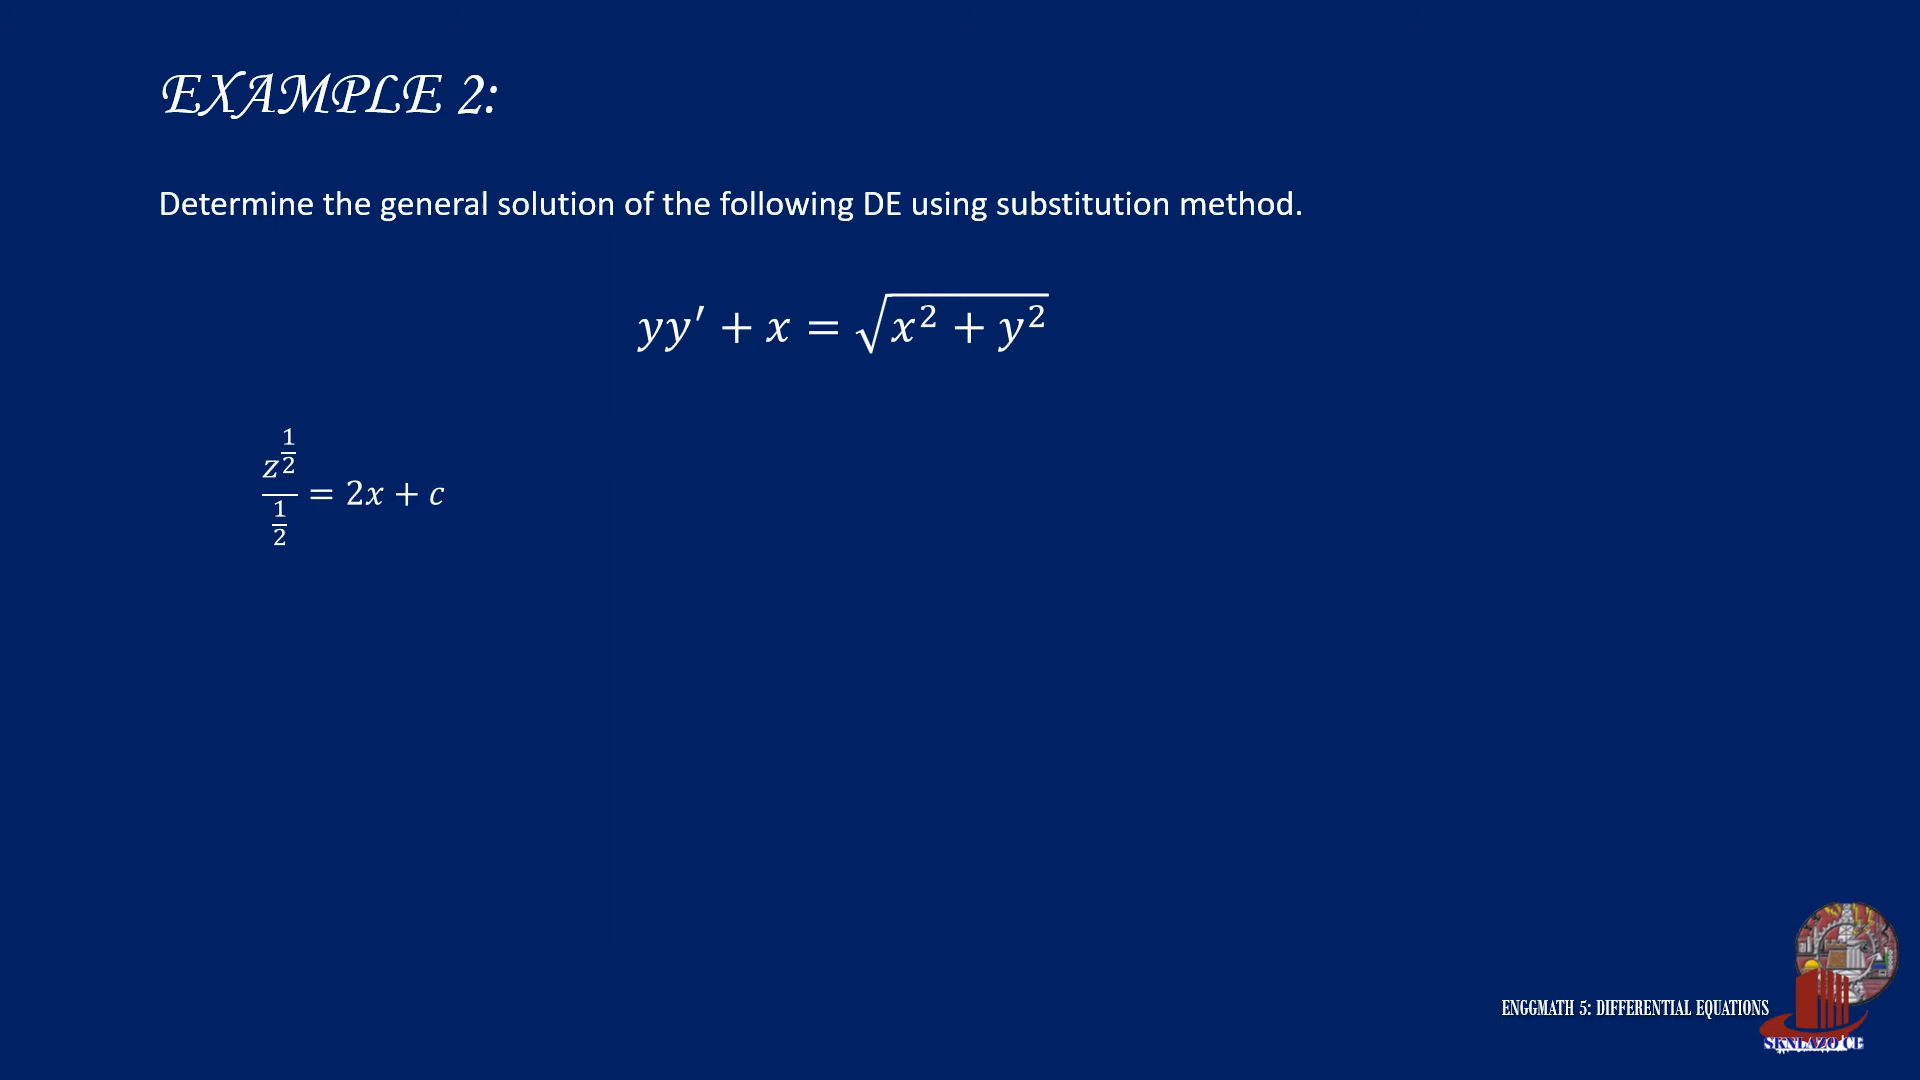 EXAMPLE 2:
Determine the general solution of the following DE using substitution method.
yy′ + x = √(x² + y²)
z^(1/2) / (1/2) = 2x + c
ENGGMATH 5: DIFFERENTIAL EQUATIONS